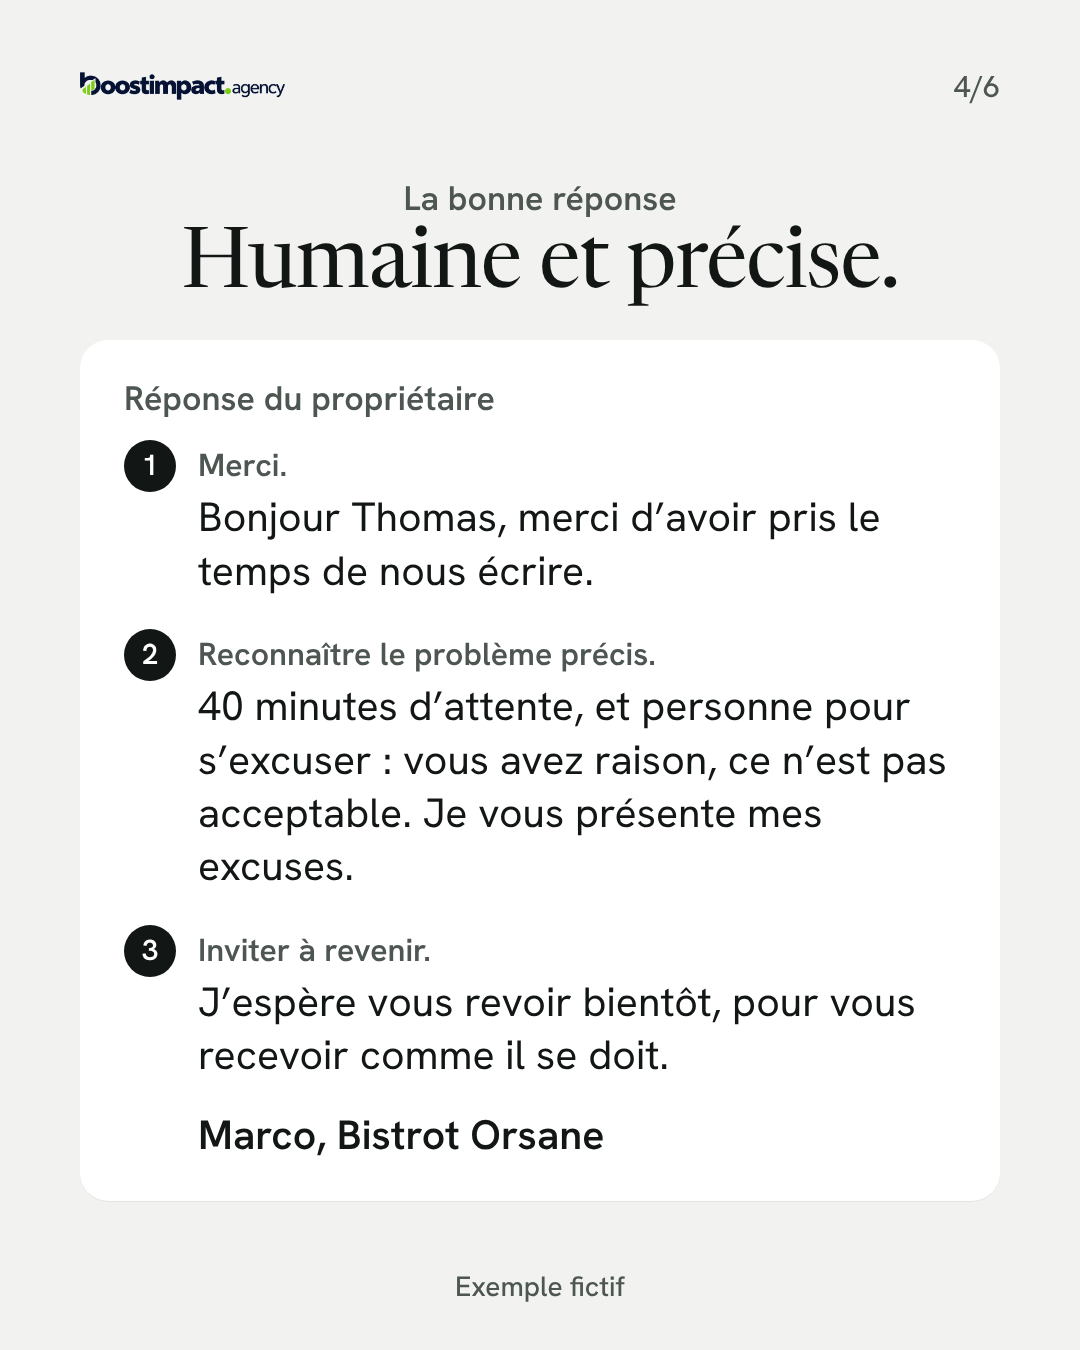 boostimpact.agency
4/6
La bonne réponse
Humaine et précise.
Réponse du propriétaire
1 Merci.
Bonjour Thomas, merci d’avoir pris le
temps de nous écrire.
2 Reconnaître le problème précis.
40 minutes d’attente, et personne pour
s’excuser : vous avez raison, ce n’est pas
acceptable. Je vous présente mes
excuses.
3 Inviter à revenir.
J’espère vous revoir bientôt, pour vous
recevoir comme il se doit.
Marco, Bistrot Orsane
Exemple fictif